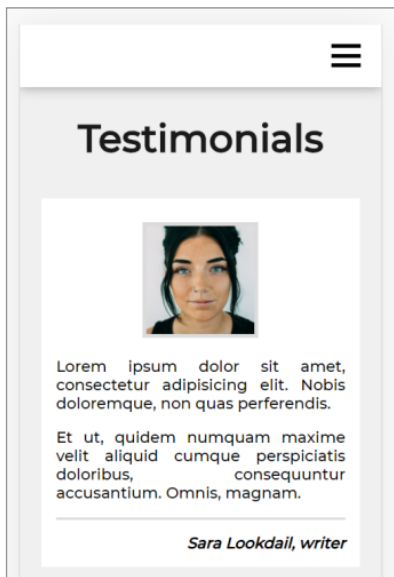 Testimonials
Lorem ipsum dolor sit amet,
consectetur adipisicing elit. Nobis
doloremque, non quas perferendis.
Et ut, quidem numquam maxime
velit aliquid cumque perspiciatis
doloribus, consequuntur
accusantium. Omnis, magnam.
Sara Lookdail, writer